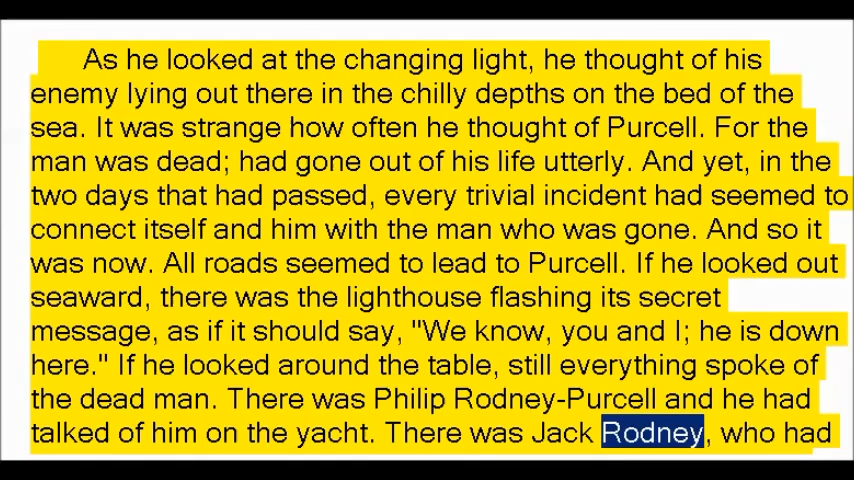 As he looked at the changing light, he thought of his
enemy lying out there in the chilly depths on the bed of the
sea. It was strange how often he thought of Purcell. For the
man was dead; had gone out of his life utterly. And yet, in the
two days that had passed, every trivial incident had seemed to
connect itself and him with the man who was gone. And so it
was now. All roads seemed to lead to Purcell. If he looked out
seaward, there was the lighthouse flashing its secret
message, as if it should say, "We know, you and I; he is down
here." If he looked around the table, still everything spoke of
the dead man. There was Philip Rodney-Purcell and he had
talked of him on the yacht. There was Jack Rodney, who had